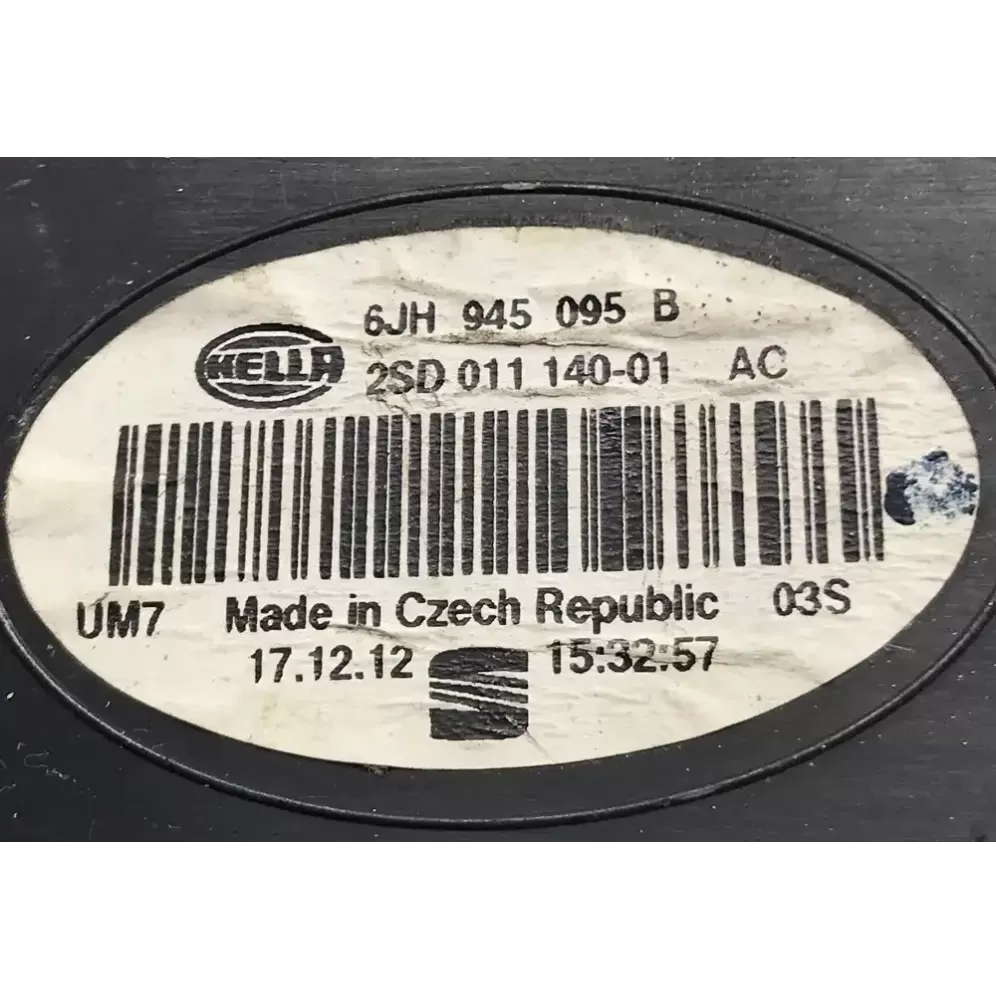 6JH 945 095 B
HELLA 2SD 011 140-01 AC
UM7 Made in Czech Republic 03S
17.12.12 15:32:57